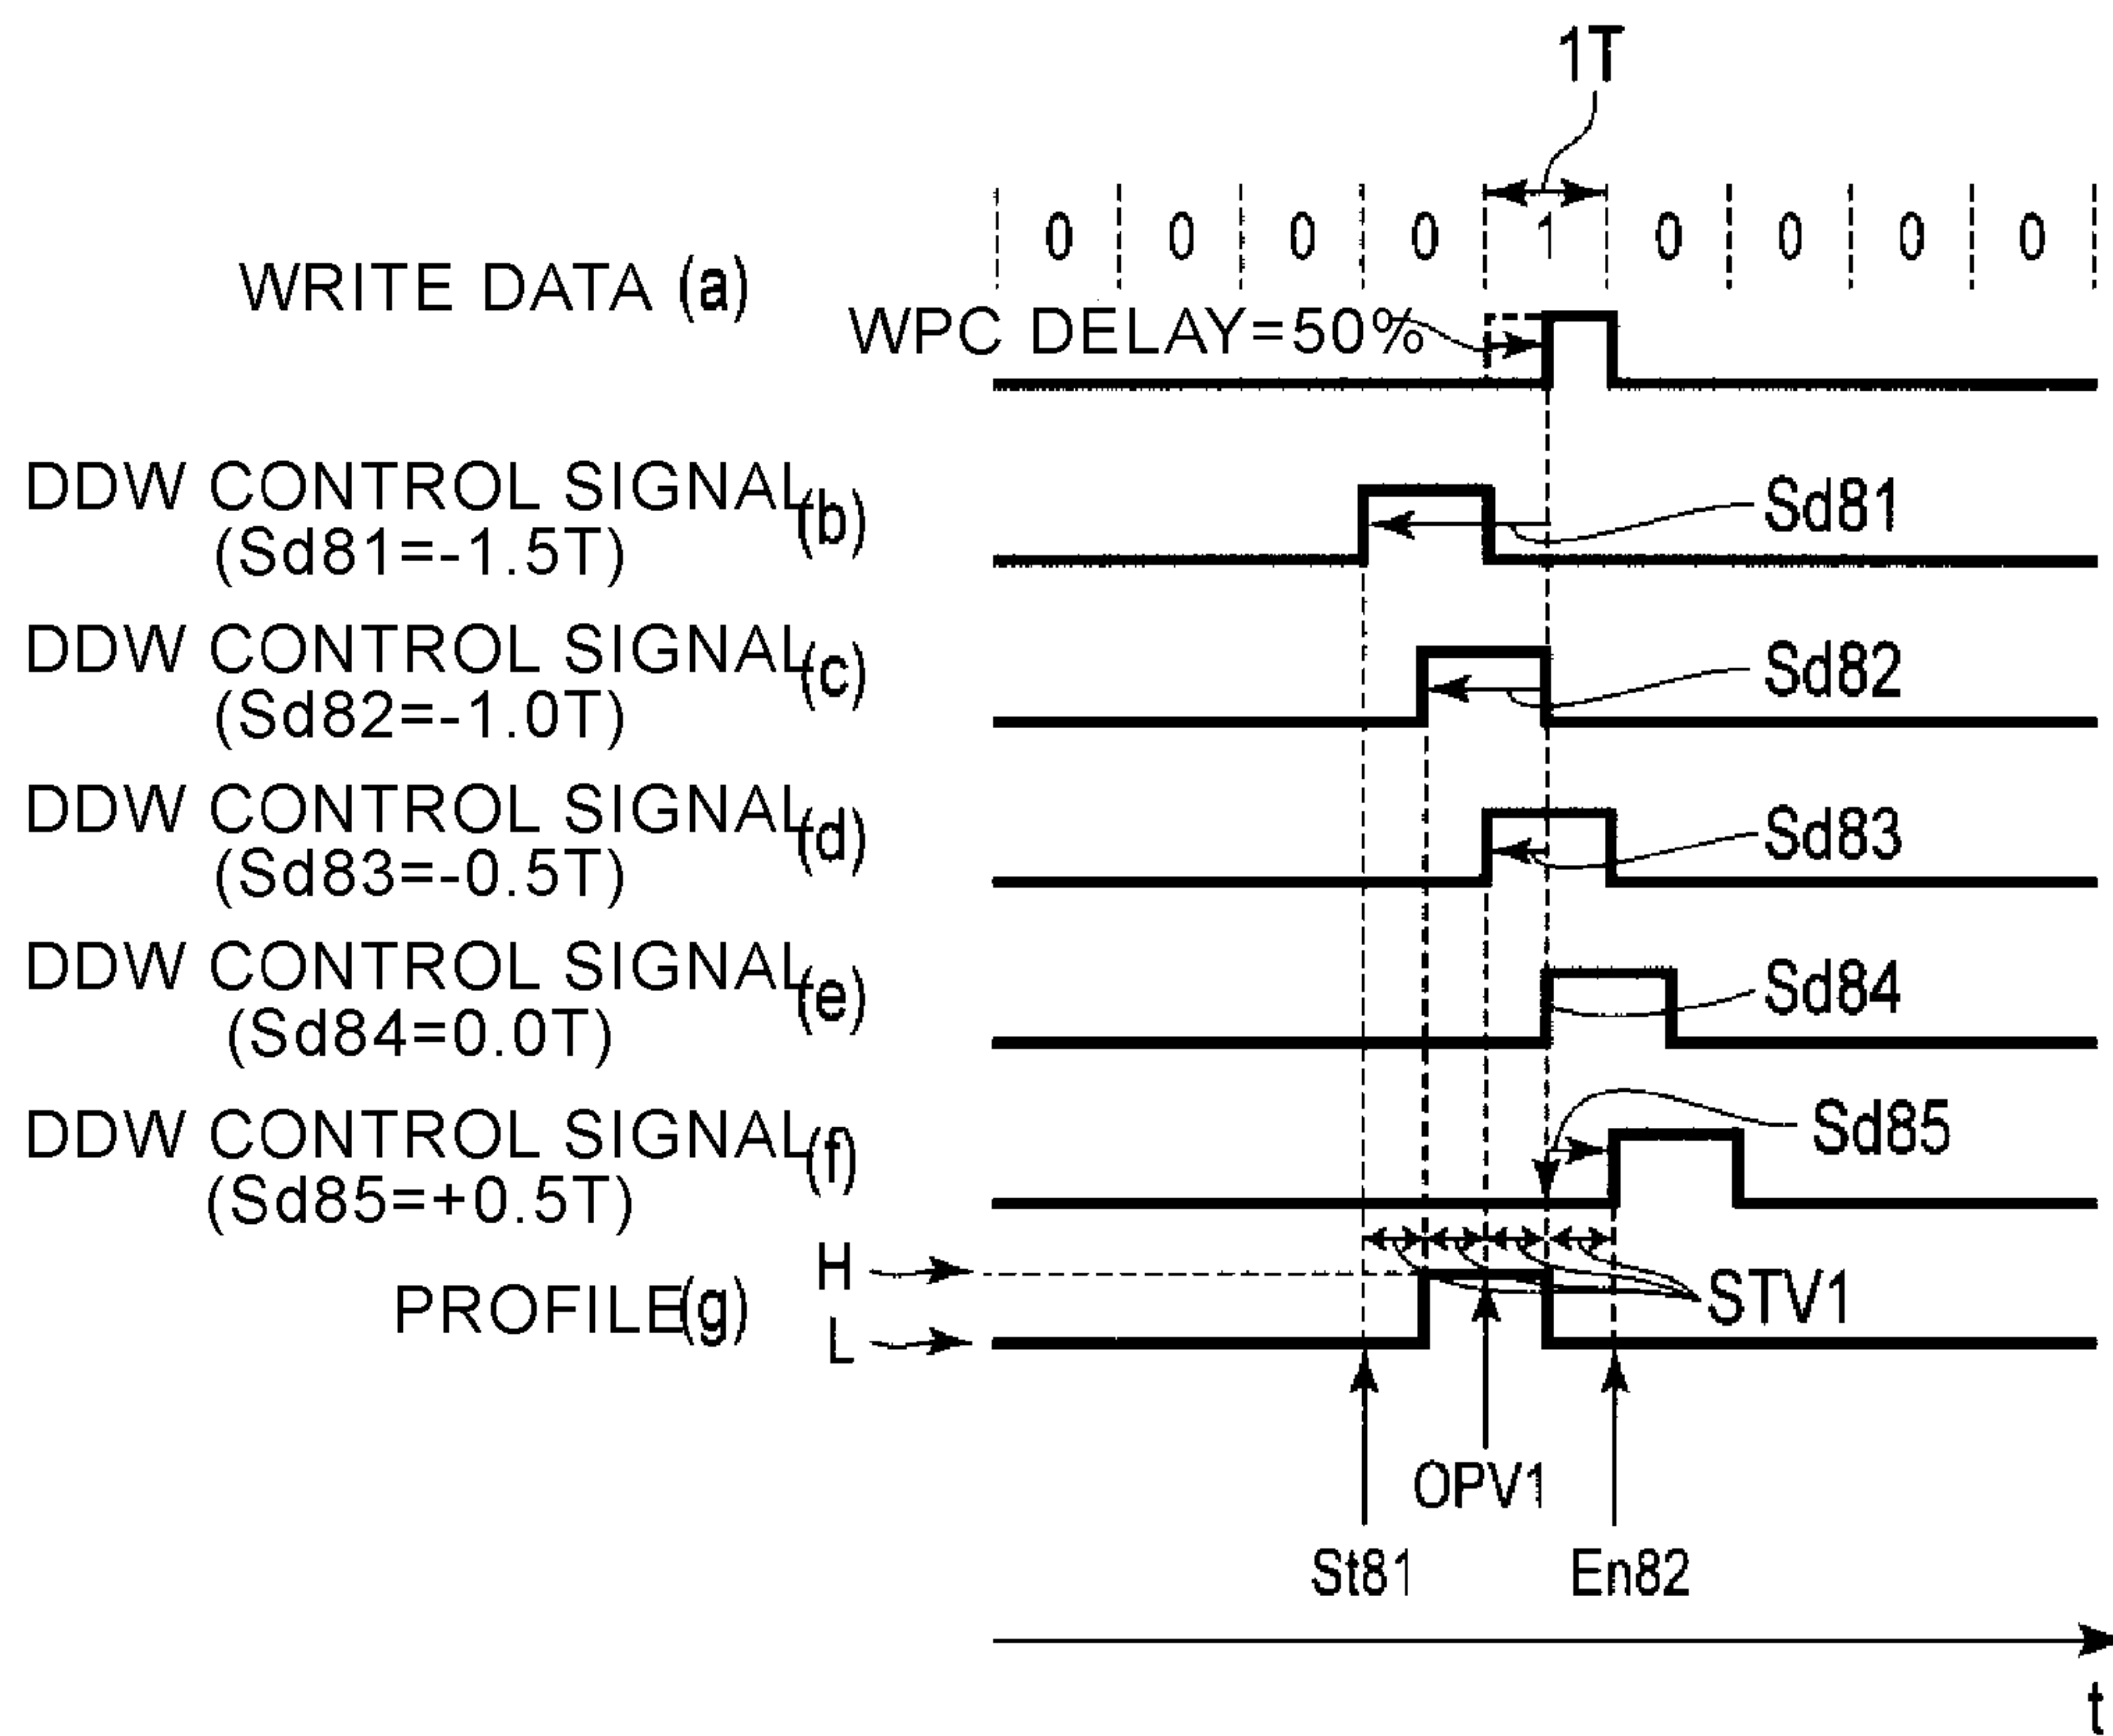 1T
0 0 0 0 1 0 0 0 0
WRITE DATA (a)
WPC DELAY=50%
DDW CONTROL SIGNAL (b)
(Sd81=-1.5T)
Sd81
DDW CONTROL SIGNAL (c)
(Sd82=-1.0T)
Sd82
DDW CONTROL SIGNAL (d)
(Sd83=-0.5T)
Sd83
DDW CONTROL SIGNAL (e)
(Sd84=0.0T)
Sd84
DDW CONTROL SIGNAL (f)
(Sd85=+0.5T)
Sd85
H
PROFILE (g)
L
STV1
OPV1
St81
En82
t